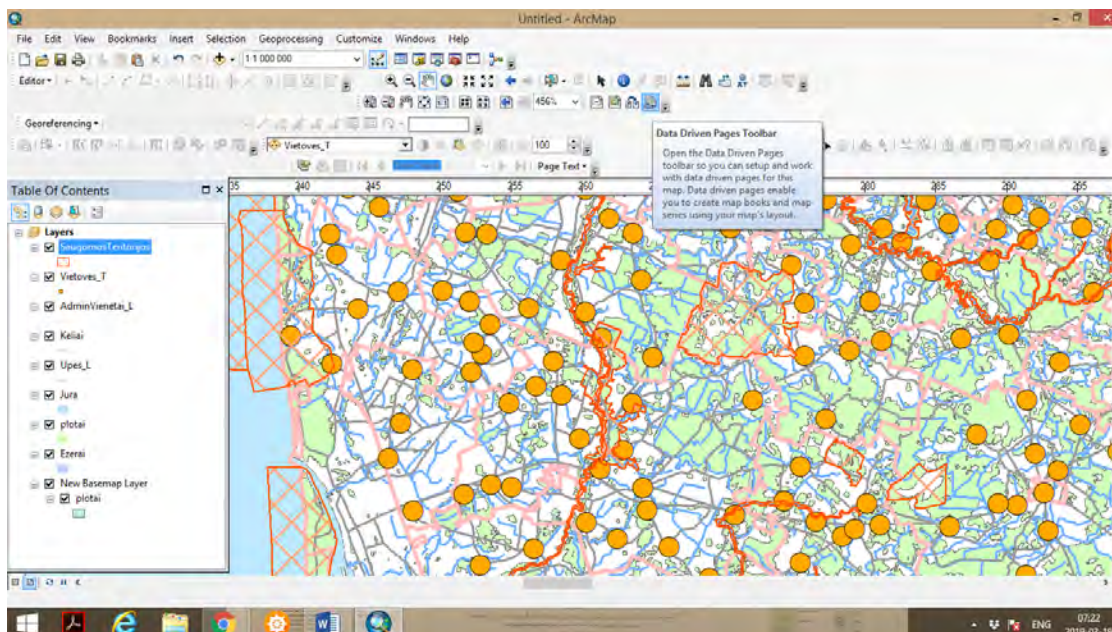 Untitled - ArcMap
File Edit View Bookmarks Insert Selection Geoprocessing Customize Windows Help
1:1 000 000
Editor
456%
Georeferencing
Vietoves_T
100
Page Text
Data Driven Pages Toolbar
Open the Data Driven Pages
toolbar so you can setup and work
with data driven pages for this
map. Data driven pages enable
you to create map books and map
series using your map's layout.
Table Of Contents
235 240 245 250 255 260 265 280 285 290 295
Layers
SaugomosTeritorijos
Vietoves_T
AdminVienetai_L
Keliai
Upes_L
Jura
plotai
Ezerai
New Basemap Layer
plotai
ENG
07:22